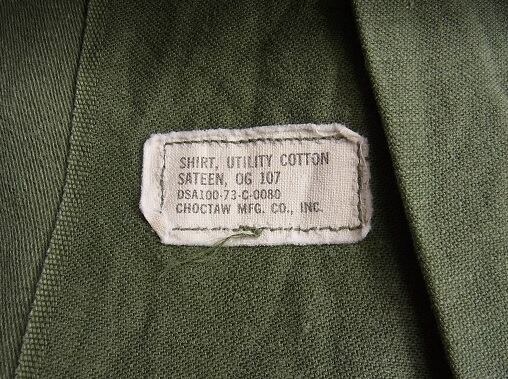 SHIRT, UTILITY COTTON
SATEEN, OG 107
DSA100-73-C-0080
CHOCTAW MFG. CO., INC.